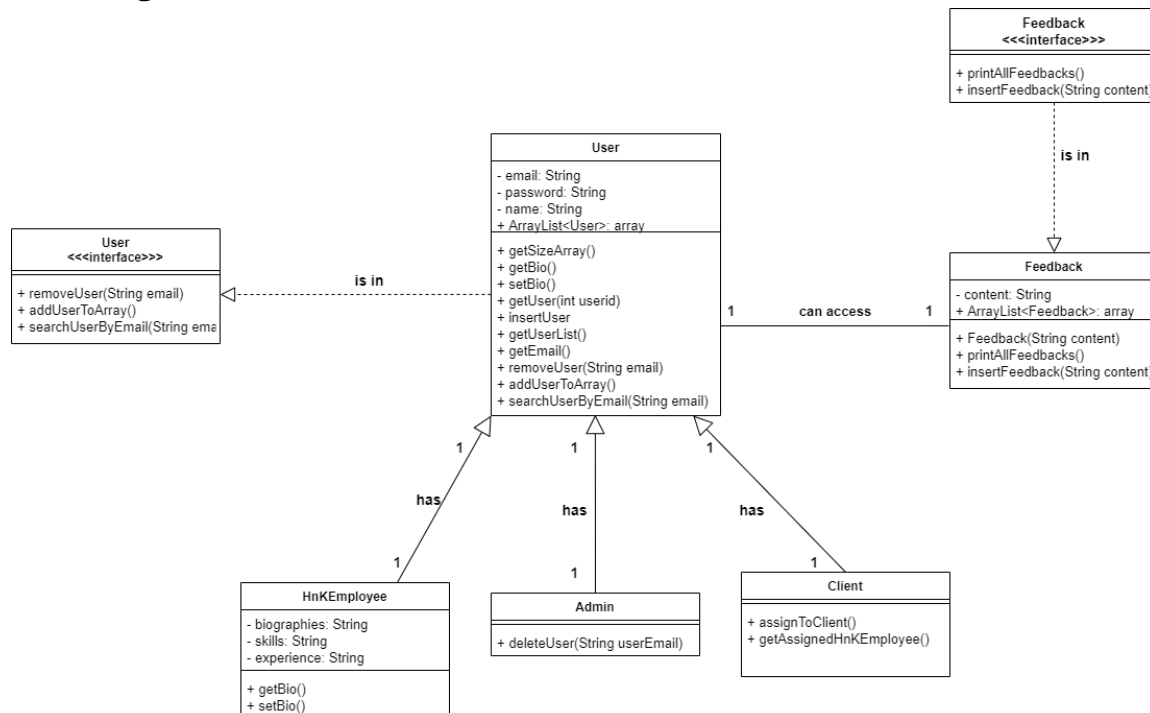 Feedback
<<<interface>>>
+ printAllFeedbacks()
+ insertFeedback(String content)
is in
User
- email: String
- password: String
- name: String
+ ArrayList<User>: array
+ getSizeArray()
+ getBio()
+ setBio()
+ getUser(int userid)
+ insertUser
+ getUserList()
+ getEmail()
+ removeUser(String email)
+ addUserToArray()
+ searchUserByEmail(String email)
User
<<<interface>>>
+ removeUser(String email)
+ addUserToArray()
+ searchUserByEmail(String ema
is in
1
can access
1
Feedback
- content: String
+ ArrayList<Feedback>: array
+ Feedback(String content)
+ printAllFeedbacks()
+ insertFeedback(String content)
1
has
1
1
has
1
1
has
1
HnKEmployee
- biographies: String
- skills: String
- experience: String
+ getBio()
+ setBio()
Admin
+ deleteUser(String userEmail)
Client
+ assignToClient()
+ getAssignedHnKEmployee()